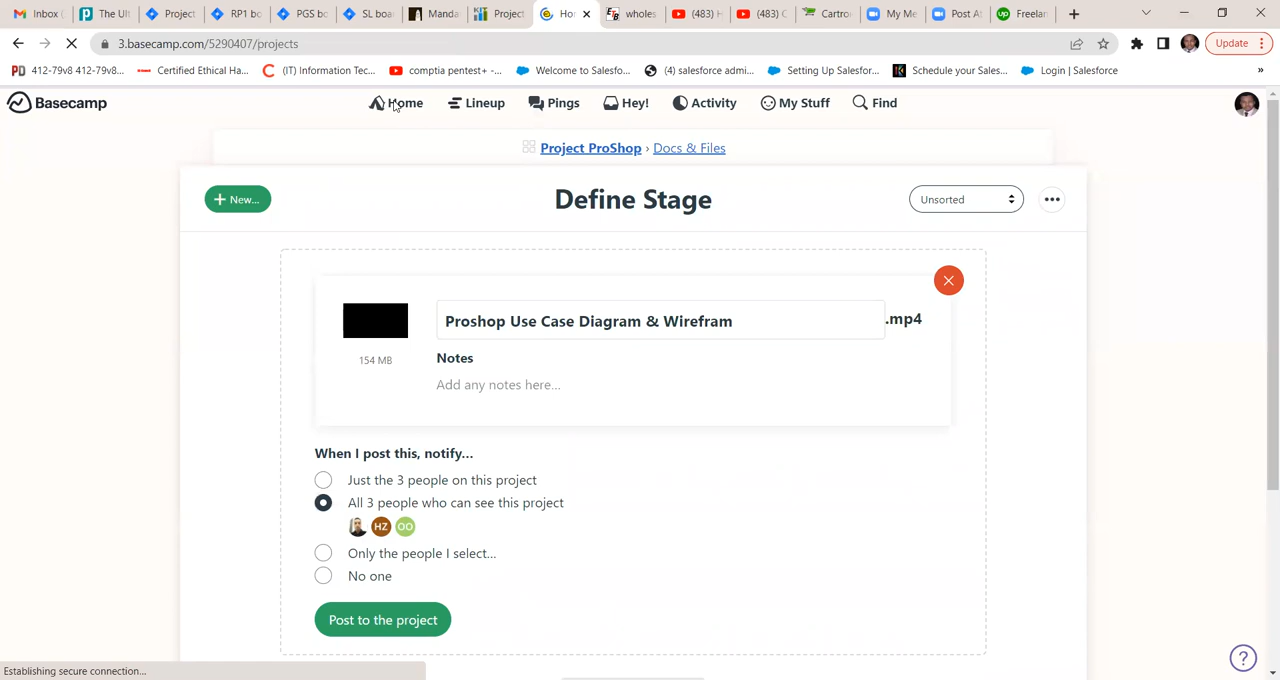 Inbox (
The Ult
Project
RP1 bo
PGS bo
SL boa
Manda
Project
Ho
wholes
(483) H
(483) C
Cartro
My Me
Post A
Freelan
3.basecamp.com/5290407/projects
Update
412-79v8 412-79v8...
Certified Ethical Ha...
(IT) Information Tec...
comptia pentest+ -...
Welcome to Salesfo...
(4) salesforce admi...
Setting Up Salesfor...
Schedule your Sales...
Login | Salesforce
»
Basecamp
Home
Lineup
Pings
Hey!
Activity
My Stuff
Find
Project ProShop › Docs & Files
+ New...
Define Stage
Unsorted
Proshop Use Case Diagram & Wirefram
.mp4
154 MB
Notes
Add any notes here...
When I post this, notify...
Just the 3 people on this project
All 3 people who can see this project
HZ
OO
Only the people I select...
No one
Post to the project
Establishing secure connection...
?